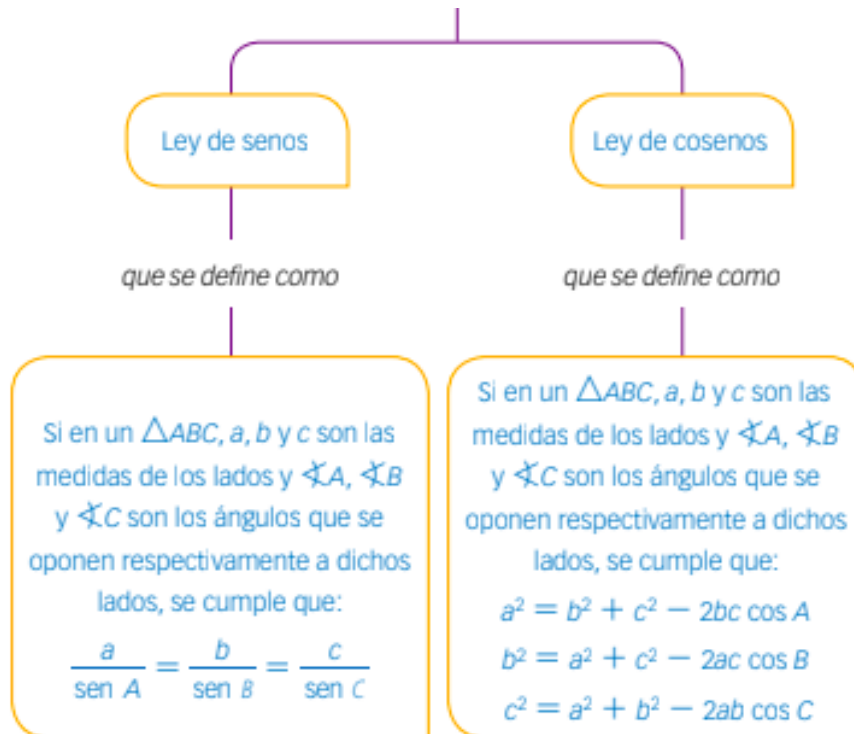 Ley de senos
Ley de cosenos
que se define como
que se define como
Si en un △ABC, a, b y c son las
medidas de los lados y ∢A, ∢B
y ∢C son los ángulos que se
oponen respectivamente a dichos
lados, se cumple que:
a/sen A = b/sen B = c/sen C
Si en un △ABC, a, b y c son las
medidas de los lados y ∢A, ∢B
y ∢C son los ángulos que se
oponen respectivamente a dichos
lados, se cumple que:
a² = b² + c² − 2bc cos A
b² = a² + c² − 2ac cos B
c² = a² + b² − 2ab cos C